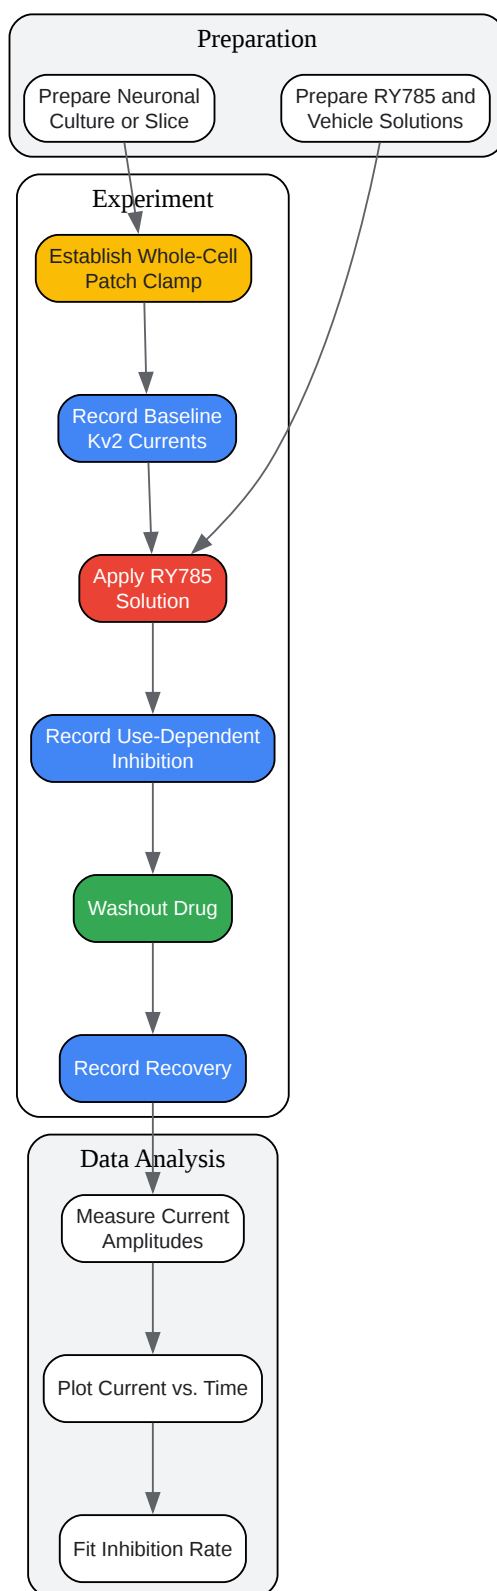 Preparation
Prepare Neuronal
Culture or Slice
Prepare RY785 and
Vehicle Solutions
Experiment
Establish Whole-Cell
Patch Clamp
Record Baseline
Kv2 Currents
Apply RY785
Solution
Record Use-Dependent
Inhibition
Washout Drug
Record Recovery
Data Analysis
Measure Current
Amplitudes
Plot Current vs. Time
Fit Inhibition Rate